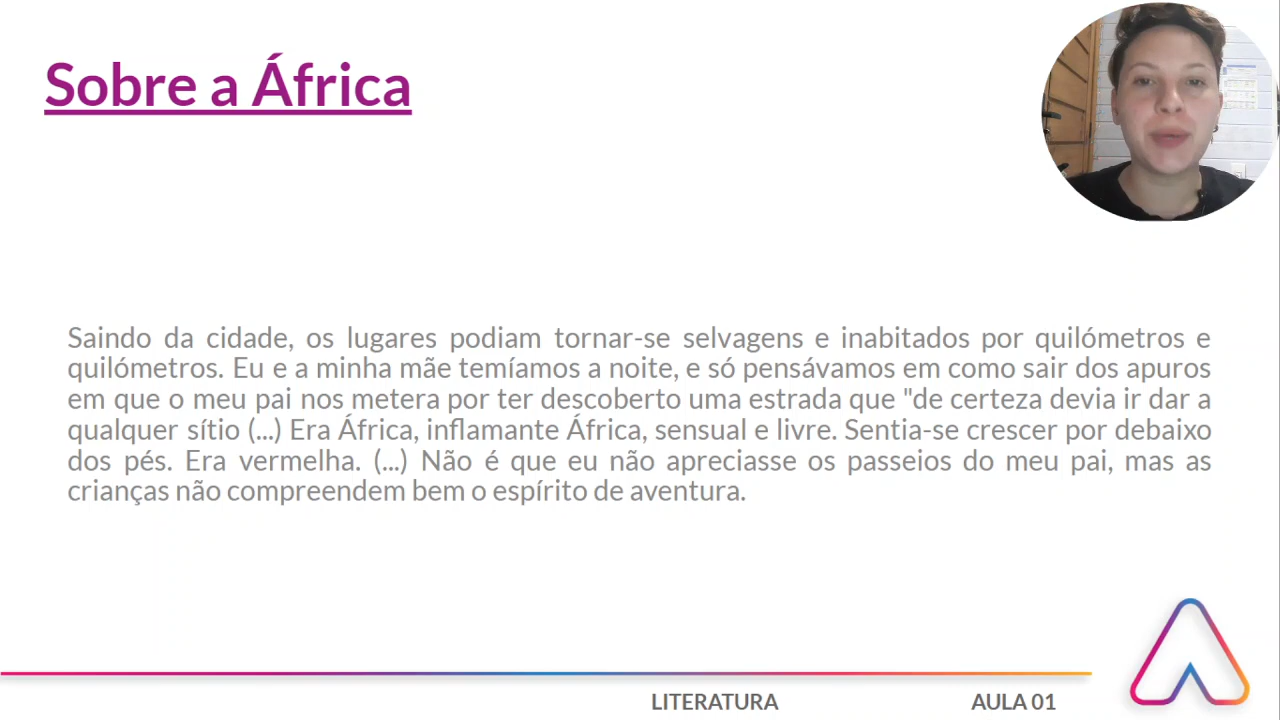 Sobre a África
Saindo da cidade, os lugares podiam tornar-se selvagens e inabitados por quilómetros e
quilómetros. Eu e a minha mãe temíamos a noite, e só pensávamos em como sair dos apuros
em que o meu pai nos metera por ter descoberto uma estrada que "de certeza devia ir dar a
qualquer sítio (...) Era África, inflamante África, sensual e livre. Sentia-se crescer por debaixo
dos pés. Era vermelha. (...) Não é que eu não apreciasse os passeios do meu pai, mas as
crianças não compreendem bem o espírito de aventura.
LITERATURA
AULA 01